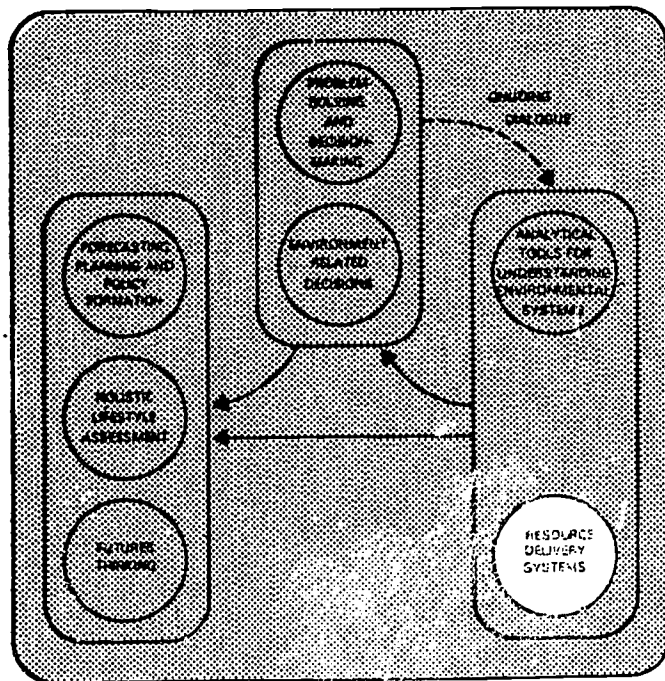 PROBLEM
SOLVING
AND
DECISION-
MAKING
ENVIRONMENT
RELATED
DECISIONS
GUIDING
DIALOGUE
FORECASTING
PLANNING AND
POLICY
FORMATION
HOLISTIC
LIFESTYLE
ASSESSMENT
FUTURES
THINKING
ANALYTICAL
TOOLS FOR
UNDERSTANDING
ENVIRONMENTAL
SYSTEMS
RESOURCE
DELIVERY
SYSTEMS